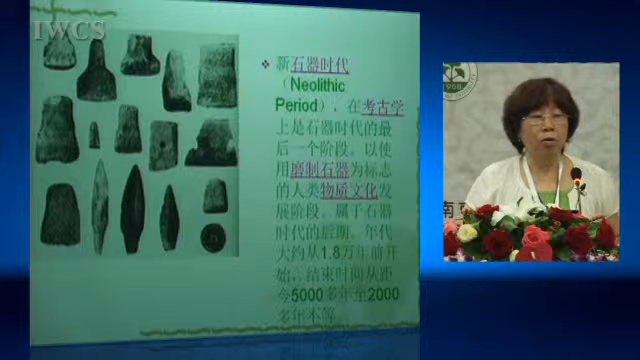 IWCS
新石器时代
(Neolithic
Period),在考古学
上是石器时代的最
后一个阶段。以使
用磨制石器为标志
的人类物质文化发
展阶段。属于石器
时代的后期。年代
大约从1.8万年前开
始,结束时间从距
今5000多年至2000
多年不等。
1958
南京